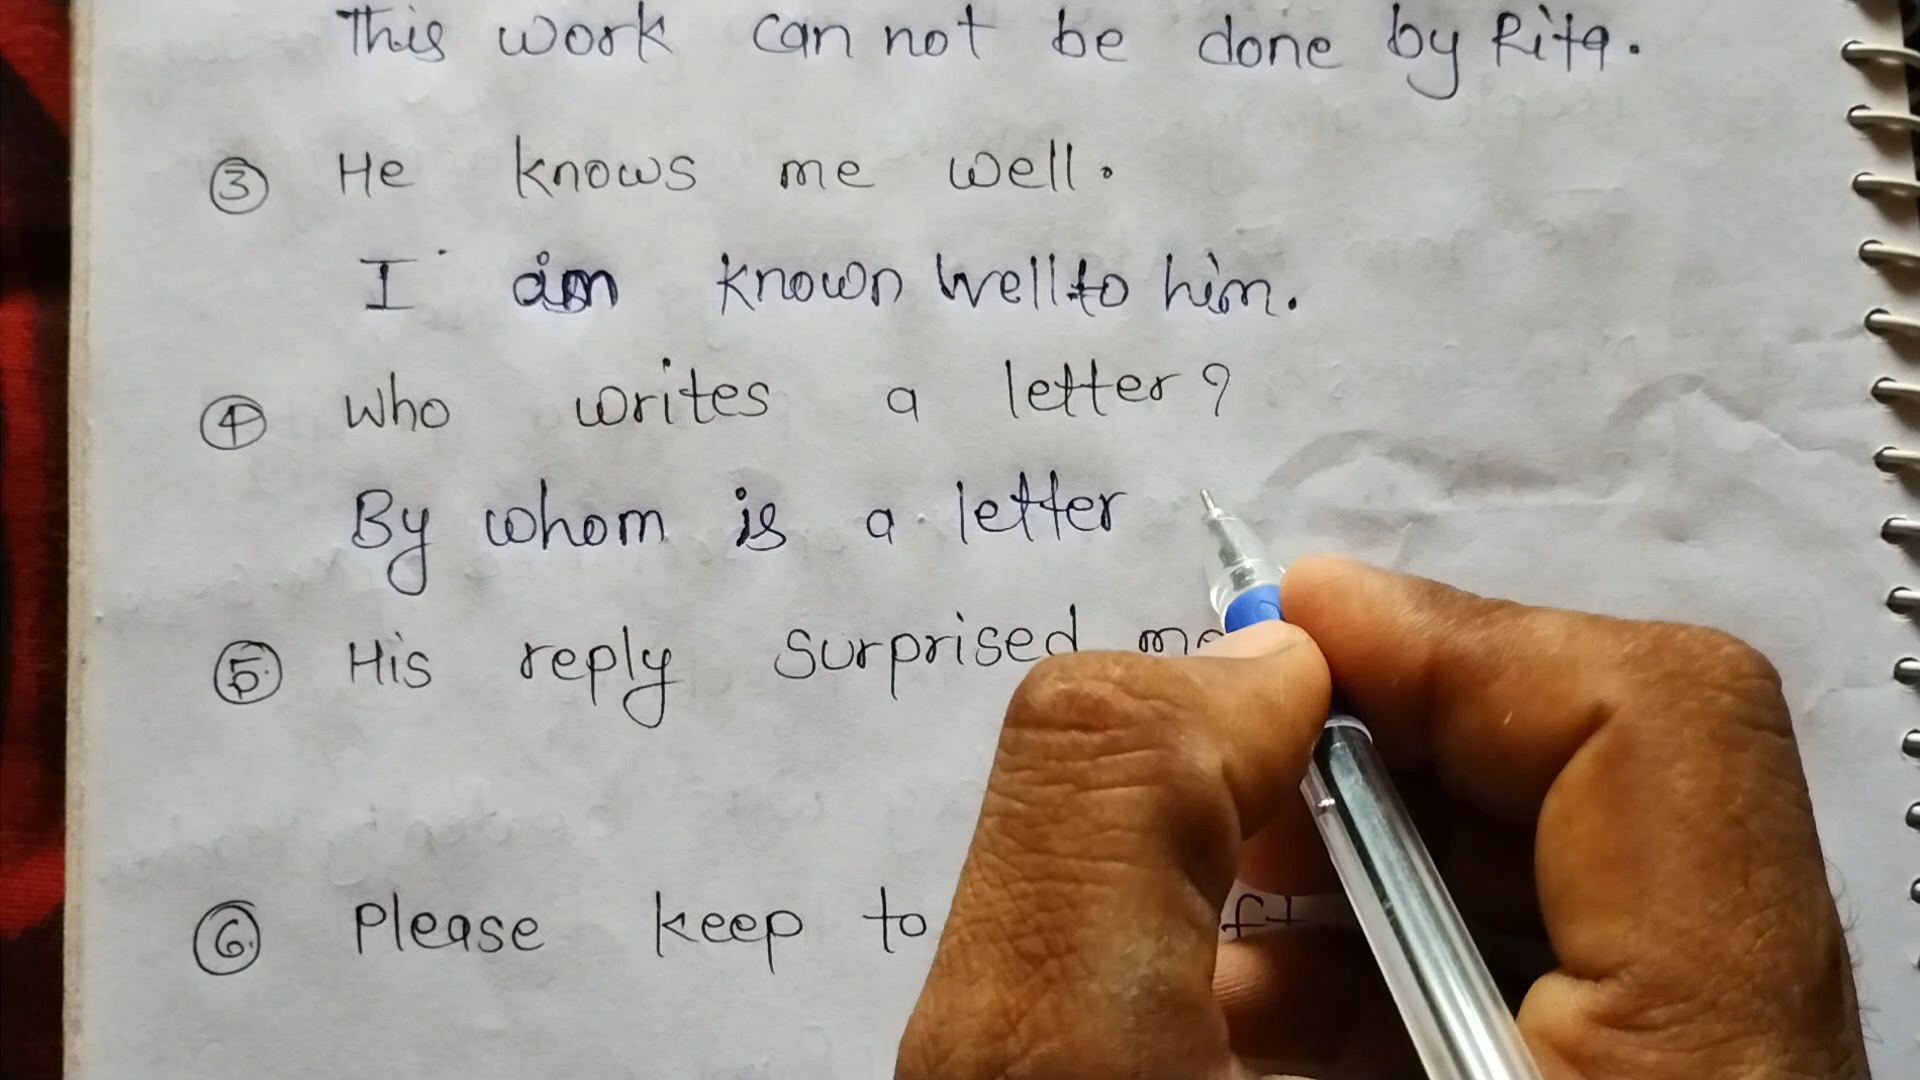 This work can not be done by Rita.
③ He knows me well.
I am known well to him.
④ Who writes a letter?
By whom is a letter
⑤ His reply surprised
⑥ Please keep to